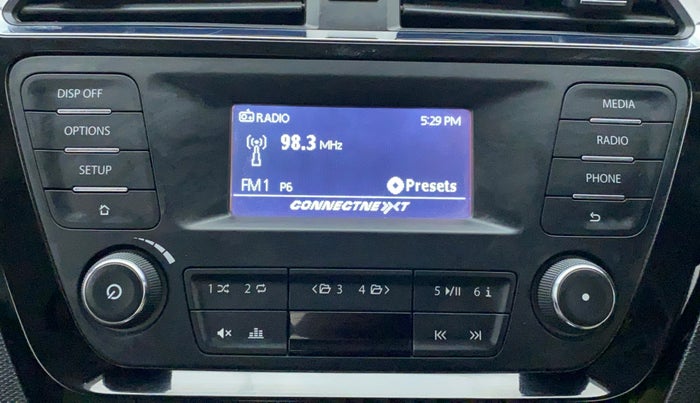 DISP OFF
OPTIONS
SETUP
RADIO 5:29 PM
98.3 MHz
FM1 P6 Presets
CONNECTNEXT
MEDIA
RADIO
PHONE
1 2 3 4 5 6 i